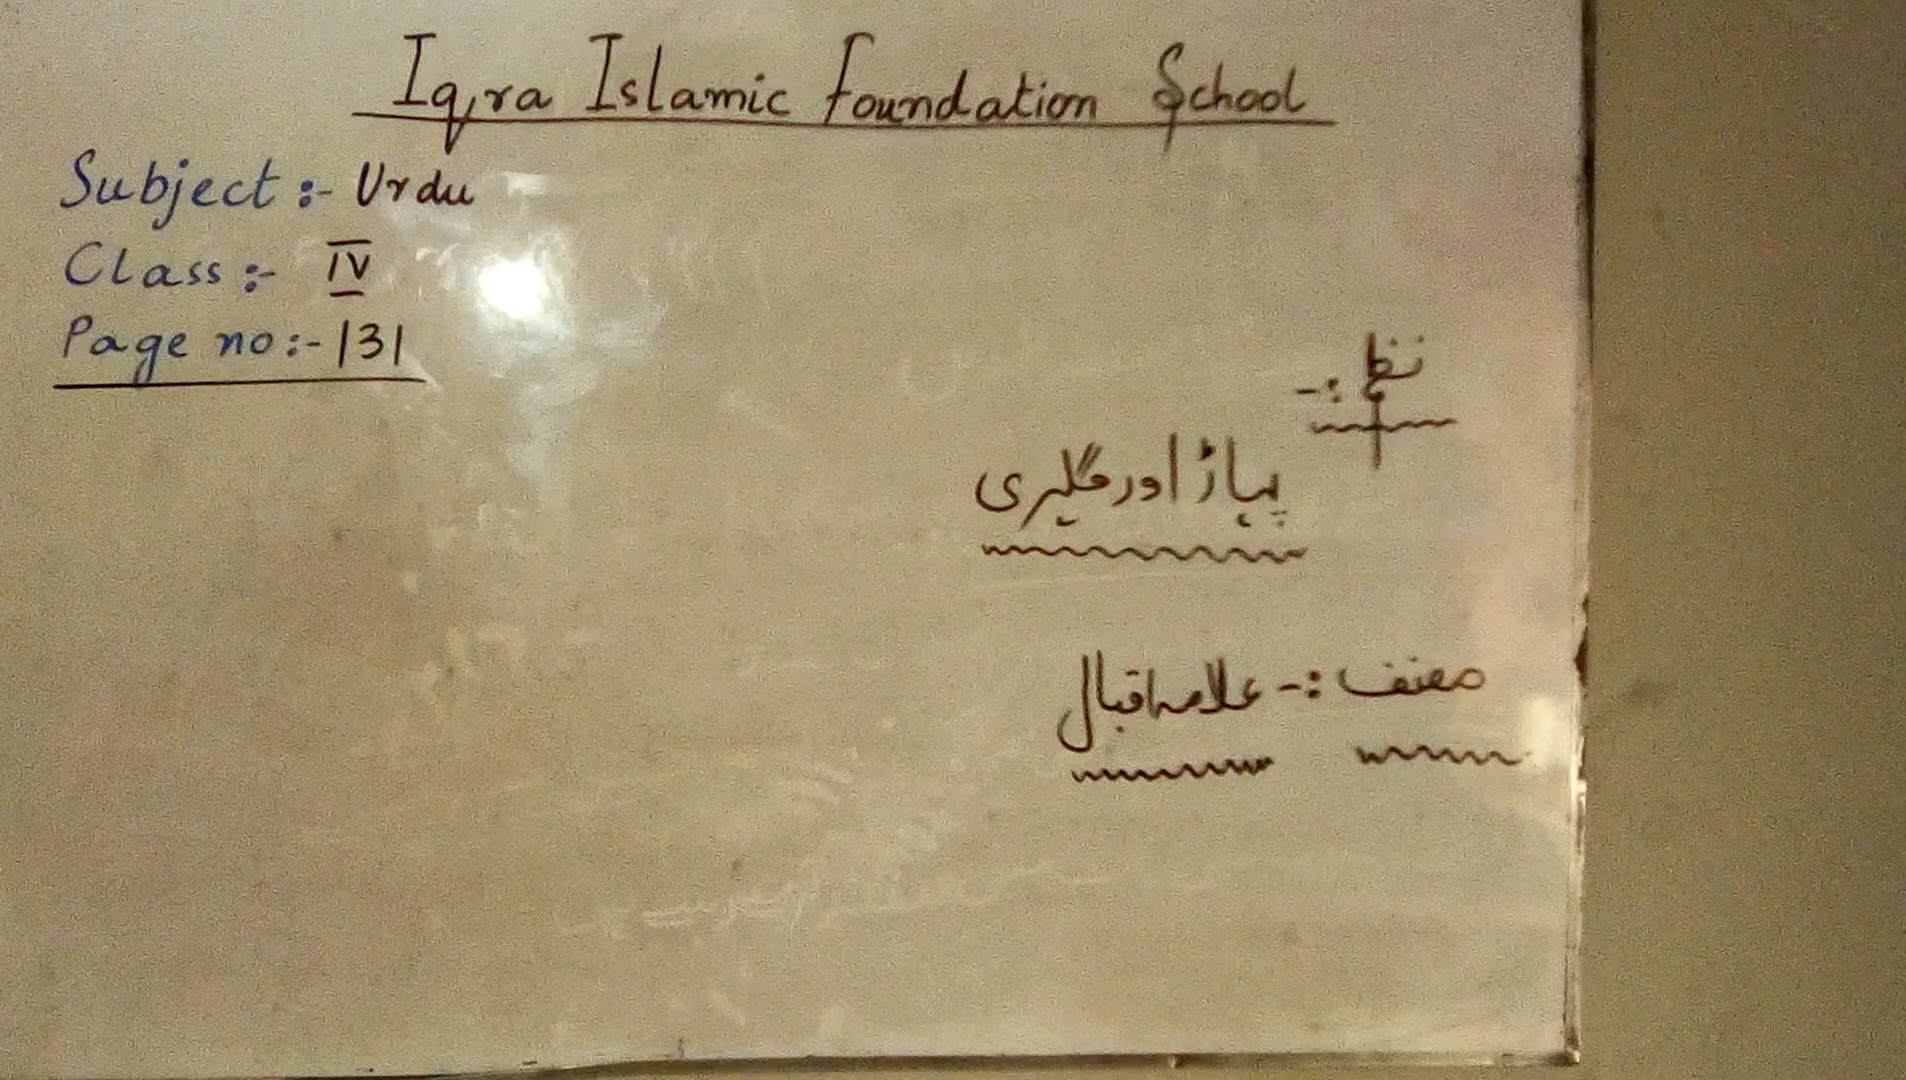 Iqra Islamic Foundation School
Subject :- Urdu
Class :- IV
Page no :- 131
نظم :-
پہاڑ اور گلہری
مصنف :- علامہ اقبال